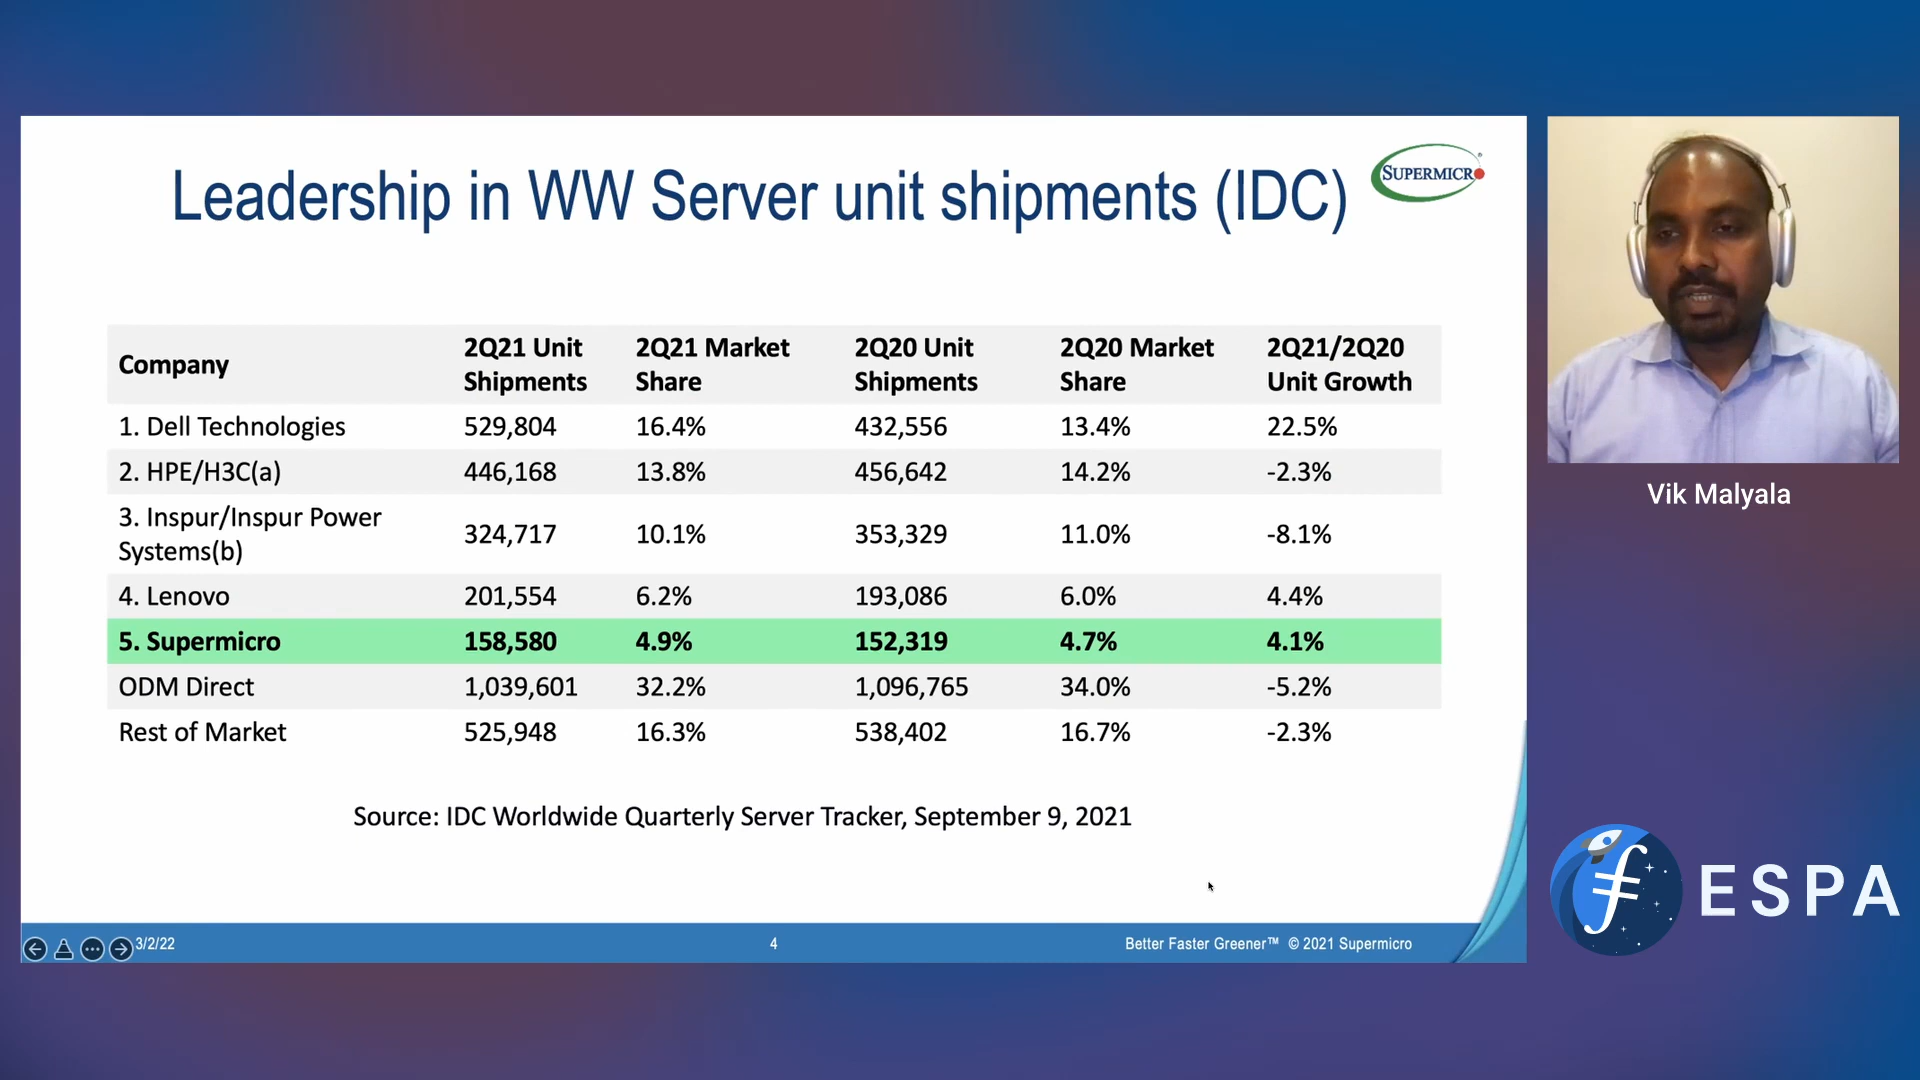 Leadership in WW Server unit shipments (IDC)
SUPERMICRO
Company
2Q21 Unit Shipments
2Q21 Market Share
2Q20 Unit Shipments
2Q20 Market Share
2Q21/2Q20 Unit Growth
1. Dell Technologies 529,804 16.4% 432,556 13.4% 22.5%
2. HPE/H3C(a) 446,168 13.8% 456,642 14.2% -2.3%
3. Inspur/Inspur Power
Systems(b) 324,717 10.1% 353,329 11.0% -8.1%
4. Lenovo 201,554 6.2% 193,086 6.0% 4.4%
5. Supermicro 158,580 4.9% 152,319 4.7% 4.1%
ODM Direct 1,039,601 32.2% 1,096,765 34.0% -5.2%
Rest of Market 525,948 16.3% 538,402 16.7% -2.3%
Source: IDC Worldwide Quarterly Server Tracker, September 9, 2021
3/2/22
4
Better Faster Greener™ © 2021 Supermicro
Vik Malyala
ESPA